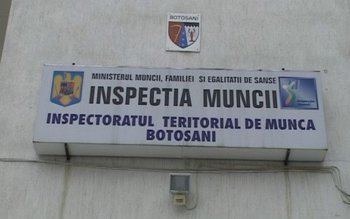 BOTOSANI
MINISTERUL MUNCII, FAMILIEI SI EGALITATII DE SANSE
INSPECTIA MUNCII
INSPECTORATUL TERITORIAL DE MUNCA
BOTOSANI